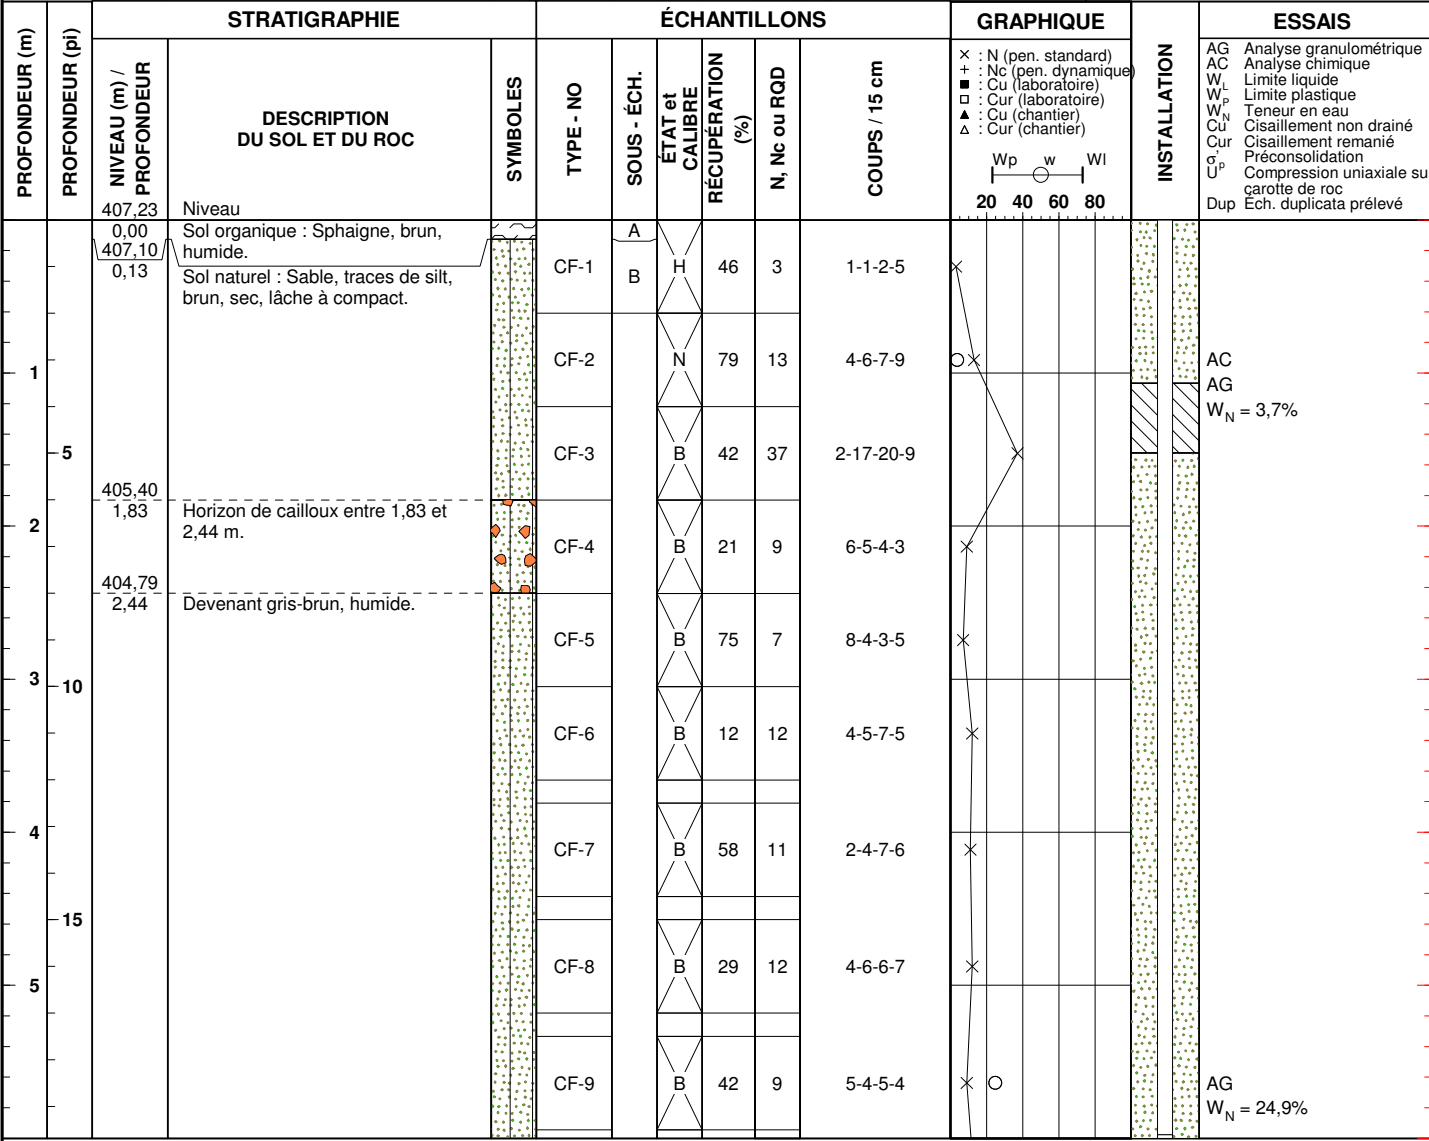 STRATIGRAPHIE
ÉCHANTILLONS
GRAPHIQUE
ESSAIS
PROFONDEUR (m)
PROFONDEUR (pi)
NIVEAU (m) /
PROFONDEUR
DESCRIPTION
DU SOL ET DU ROC
SYMBOLES
TYPE - NO
SOUS - ÉCH.
ÉTAT et
CALIBRE
RÉCUPÉRATION
(%)
N, Nc ou RQD
COUPS / 15 cm
× : N (pen. standard)
+ : Nc (pen. dynamique)
■ : Cu (laboratoire)
□ : Cur (laboratoire)
▲ : Cu (chantier)
△ : Cur (chantier)
Wp w Wl
20 40 60 80
INSTALLATION
AG Analyse granulométrique
AC Analyse chimique
W_L Limite liquide
W_P Limite plastique
W_N Teneur en eau
Cu Cisaillement non drainé
Cur Cisaillement remanié
σ'_p Préconsolidation
U Compression uniaxiale su
carotte de roc
Dup Éch. duplicata prélevé
407,23 Niveau
0,00 Sol organique : Sphaigne, brun,
407,10 humide.
0,13 Sol naturel : Sable, traces de silt,
brun, sec, lâche à compact.
A
B
CF-1 H 46 3 1-1-2-5
CF-2 N 79 13 4-6-7-9
AC
1
AG
W_N = 3,7%
5
CF-3 B 42 37 2-17-20-9
405,40
1,83 Horizon de cailloux entre 1,83 et
2,44 m.
2
CF-4 B 21 9 6-5-4-3
404,79
2,44 Devenant gris-brun, humide.
CF-5 B 75 7 8-4-3-5
3
10
CF-6 B 12 12 4-5-7-5
4
CF-7 B 58 11 2-4-7-6
15
CF-8 B 29 12 4-6-6-7
5
CF-9 B 42 9 5-4-5-4
AG
W_N = 24,9%